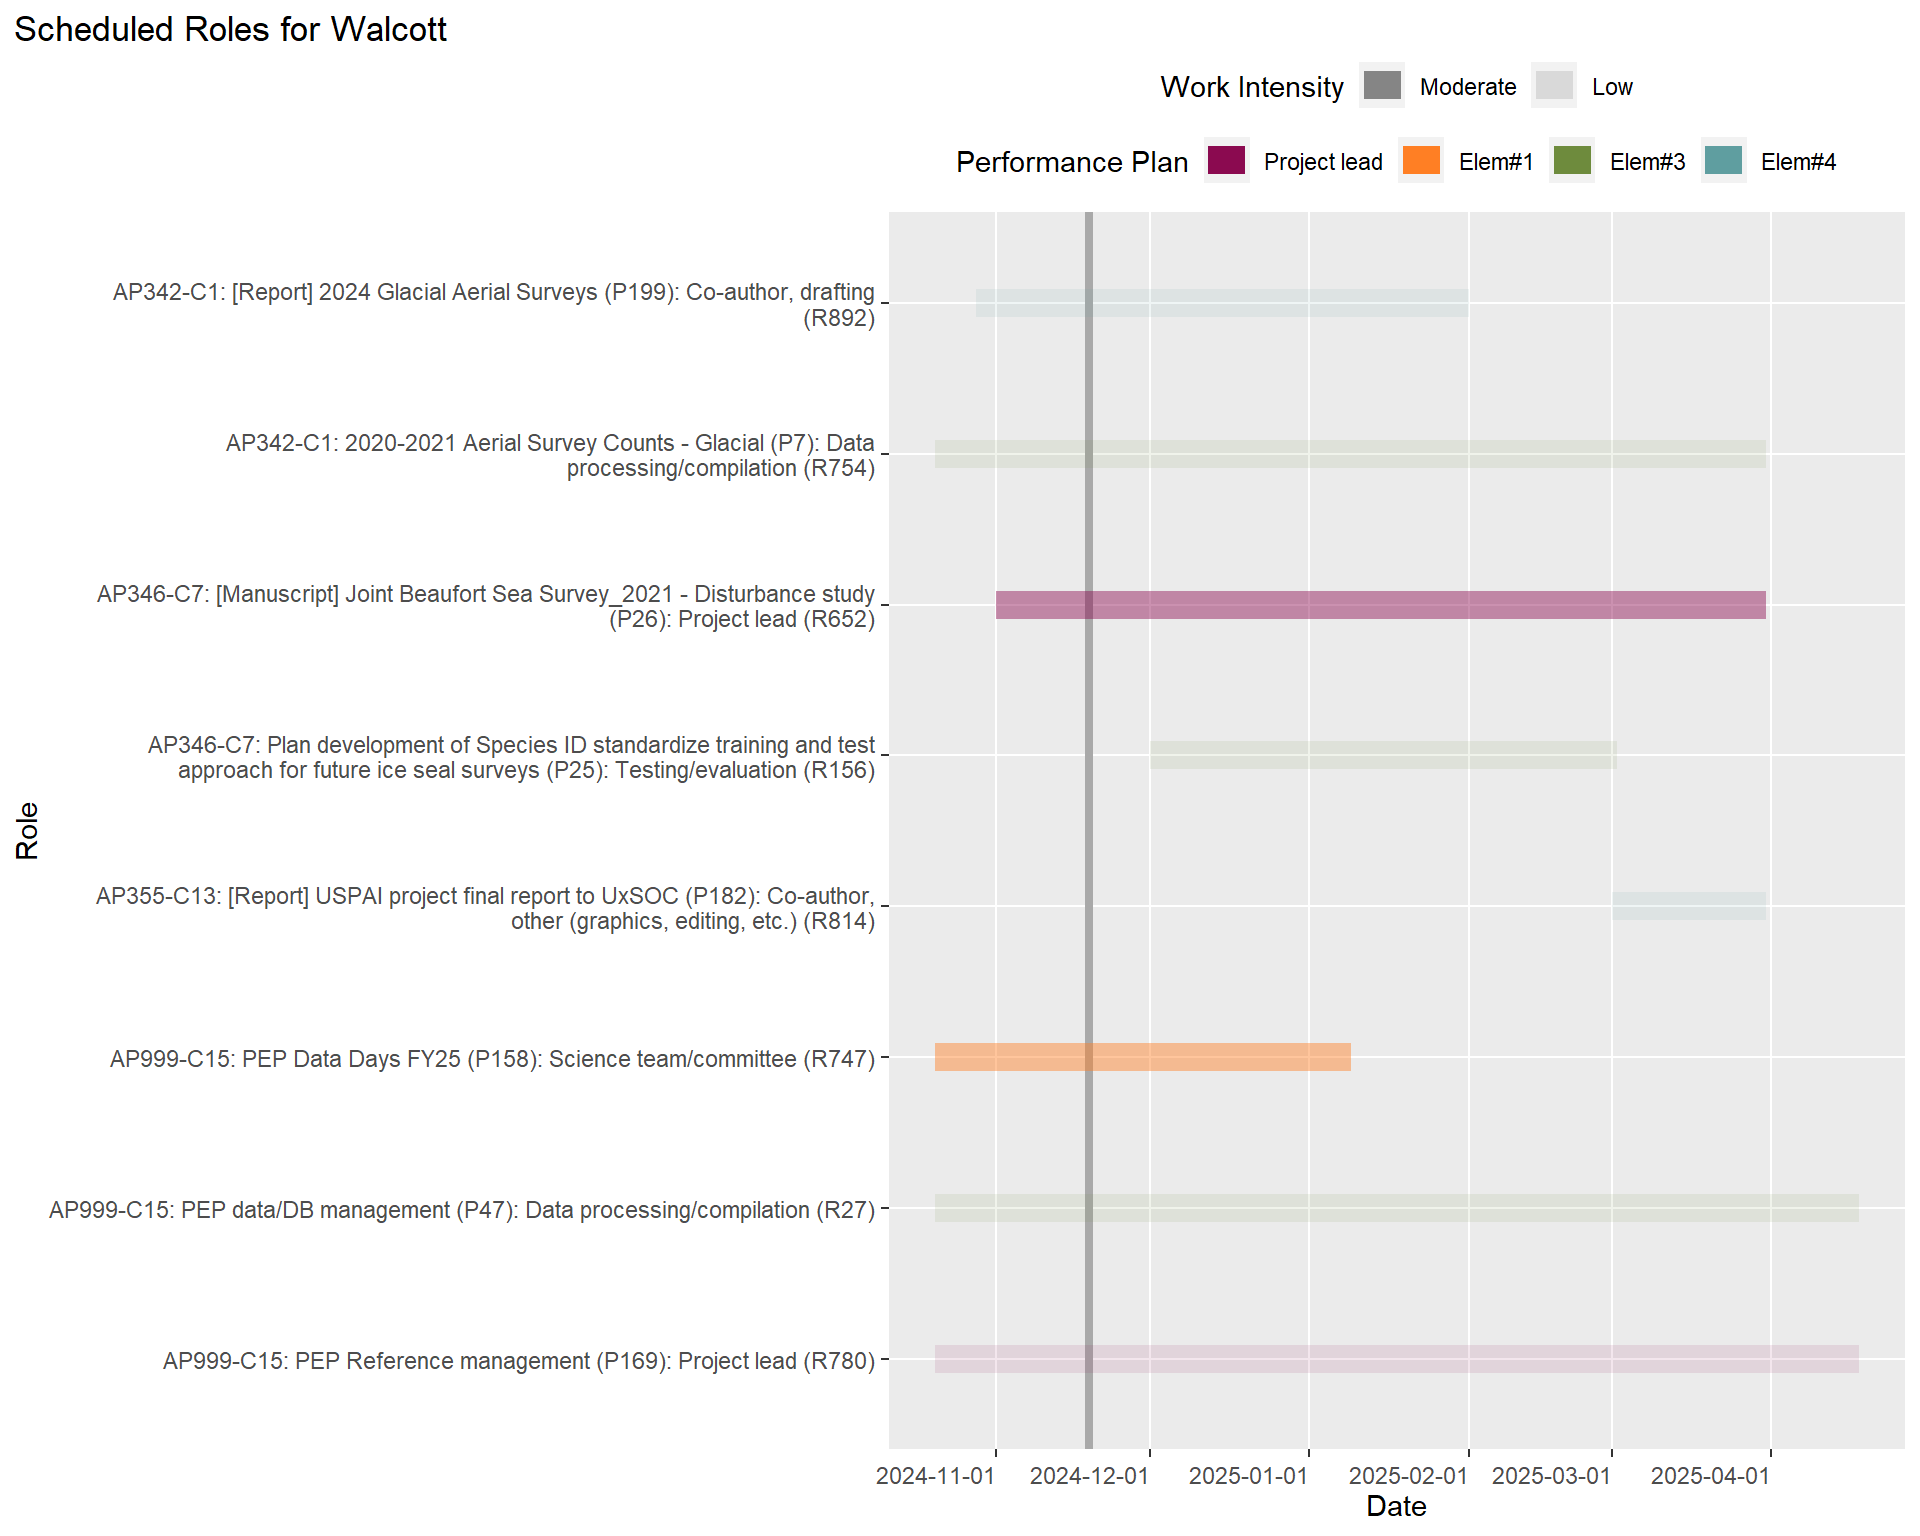 Scheduled Roles for Walcott
Work Intensity Moderate Low
Performance Plan Project lead Elem#1 Elem#3 Elem#4
AP342-C1: [Report] 2024 Glacial Aerial Surveys (P199): Co-author, drafting
(R892)
AP342-C1: 2020-2021 Aerial Survey Counts - Glacial (P7): Data
processing/compilation (R754)
AP346-C7: [Manuscript] Joint Beaufort Sea Survey_2021 - Disturbance study
(P26): Project lead (R652)
AP346-C7: Plan development of Species ID standardize training and test
approach for future ice seal surveys (P25): Testing/evaluation (R156)
AP355-C13: [Report] USPAI project final report to UxSOC (P182): Co-author,
other (graphics, editing, etc.) (R814)
AP999-C15: PEP Data Days FY25 (P158): Science team/committee (R747)
AP999-C15: PEP data/DB management (P47): Data processing/compilation (R27)
AP999-C15: PEP Reference management (P169): Project lead (R780)
Role
2024-11-01 2024-12-01 2025-01-01 2025-02-01 2025-03-01 2025-04-01
Date